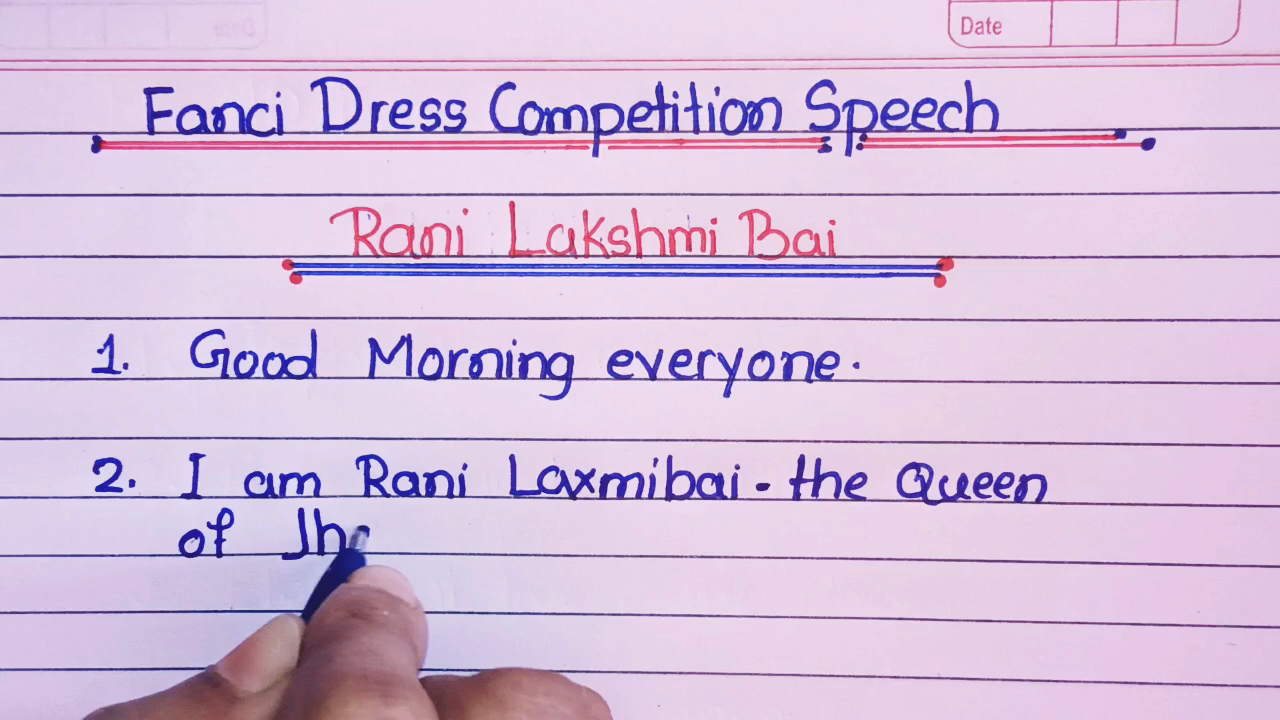 Date
Fanci Dress Competition Speech
Rani Lakshmi Bai
1. Good Morning everyone.
2. I am Rani Laxmibai - the Queen
of Jh